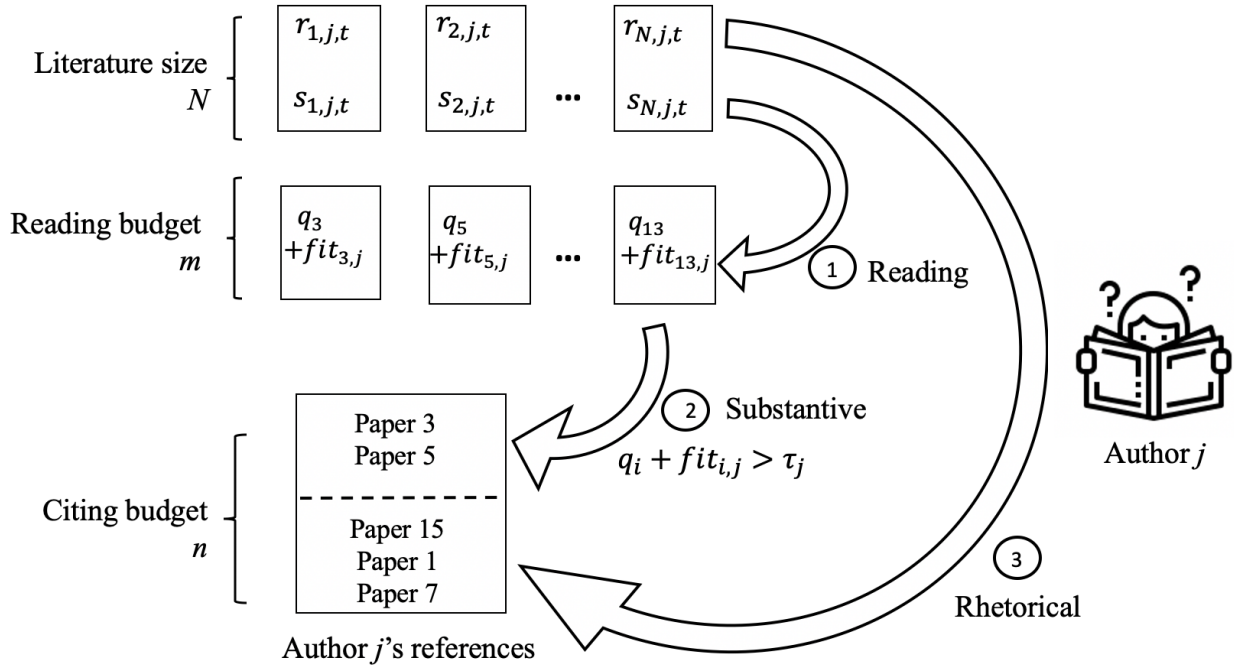 Literature size
N
r₁,ⱼ,ₜ r₂,ⱼ,ₜ r_{N,j,t}
s₁,ⱼ,ₜ s₂,ⱼ,ₜ ... s_{N,j,t}
Reading budget
m
q₃ q₅ q₁₃
+fit₃,ⱼ +fit₅,ⱼ ... +fit₁₃,ⱼ
1 Reading
2 Substantive
qᵢ + fitᵢ,ⱼ > τⱼ
Citing budget
n
Paper 3
Paper 5
Paper 15
Paper 1
Paper 7
Author j's references
3
Rhetorical
? ?
Author j